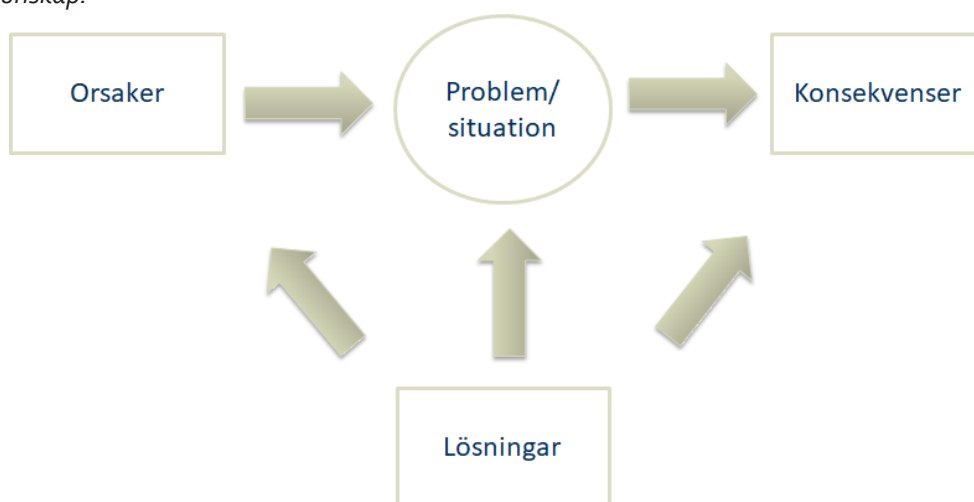 Orsaker
Problem/
situation
Konsekvenser
Lösningar